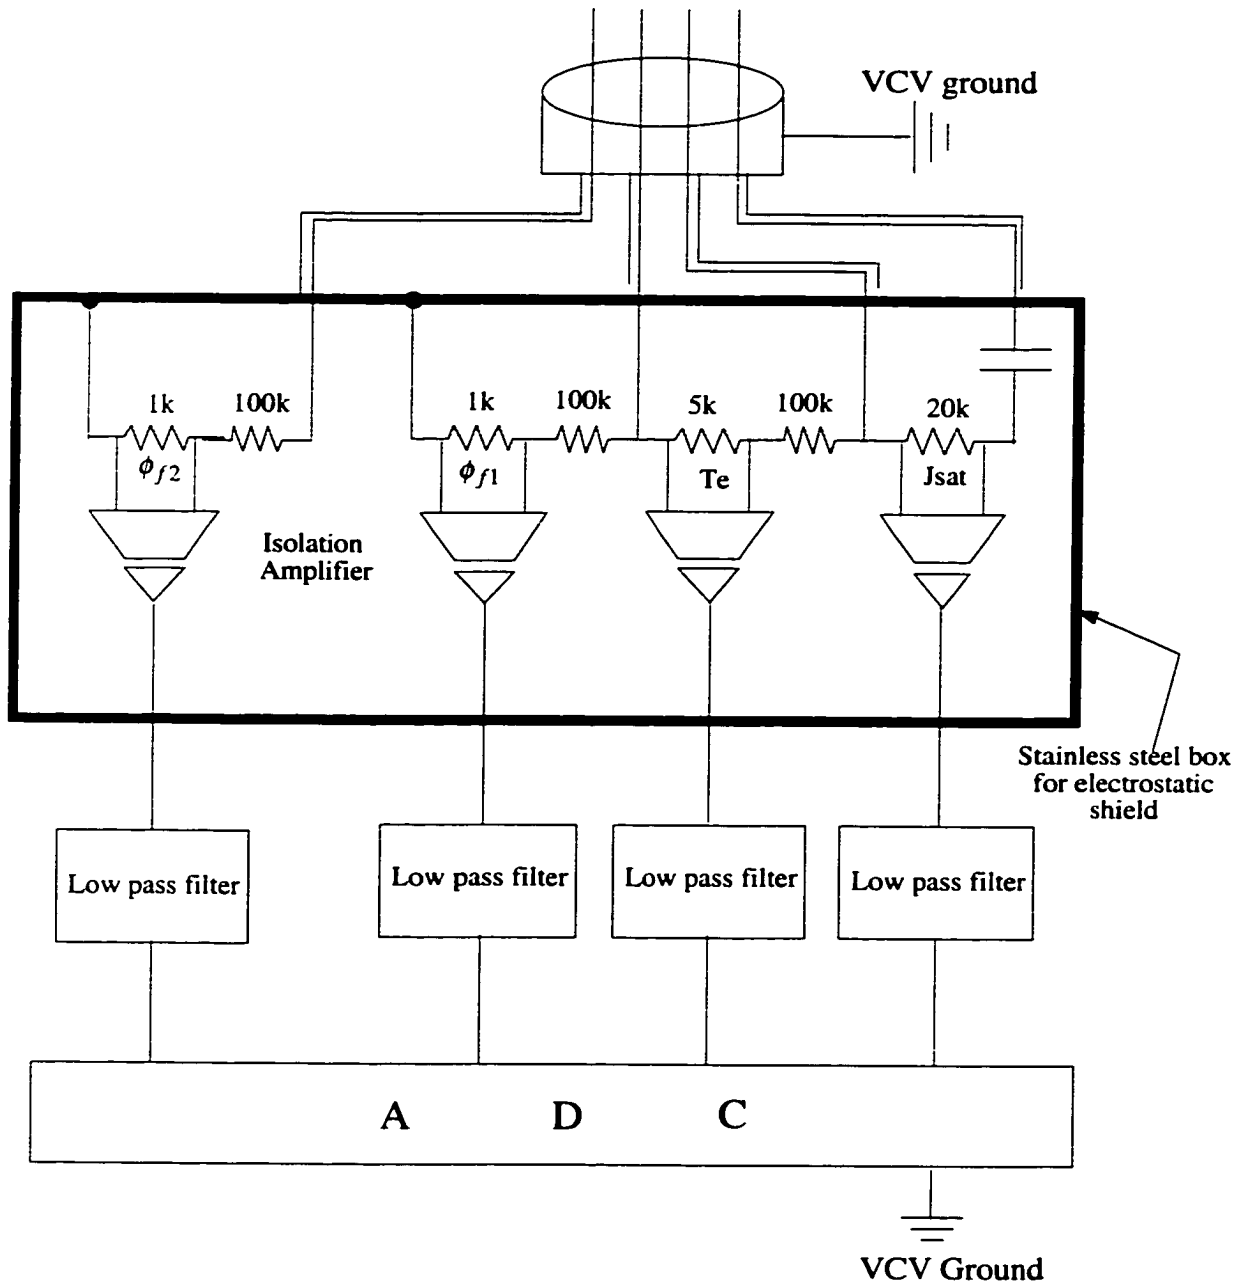 VCV ground
1k
100k
1k
100k
5k
100k
20k
ϕf2
ϕf1
Te
Jsat
Isolation
Amplifier
Stainless steel box
for electrostatic
shield
Low pass filter
Low pass filter
Low pass filter
Low pass filter
A D C
VCV Ground